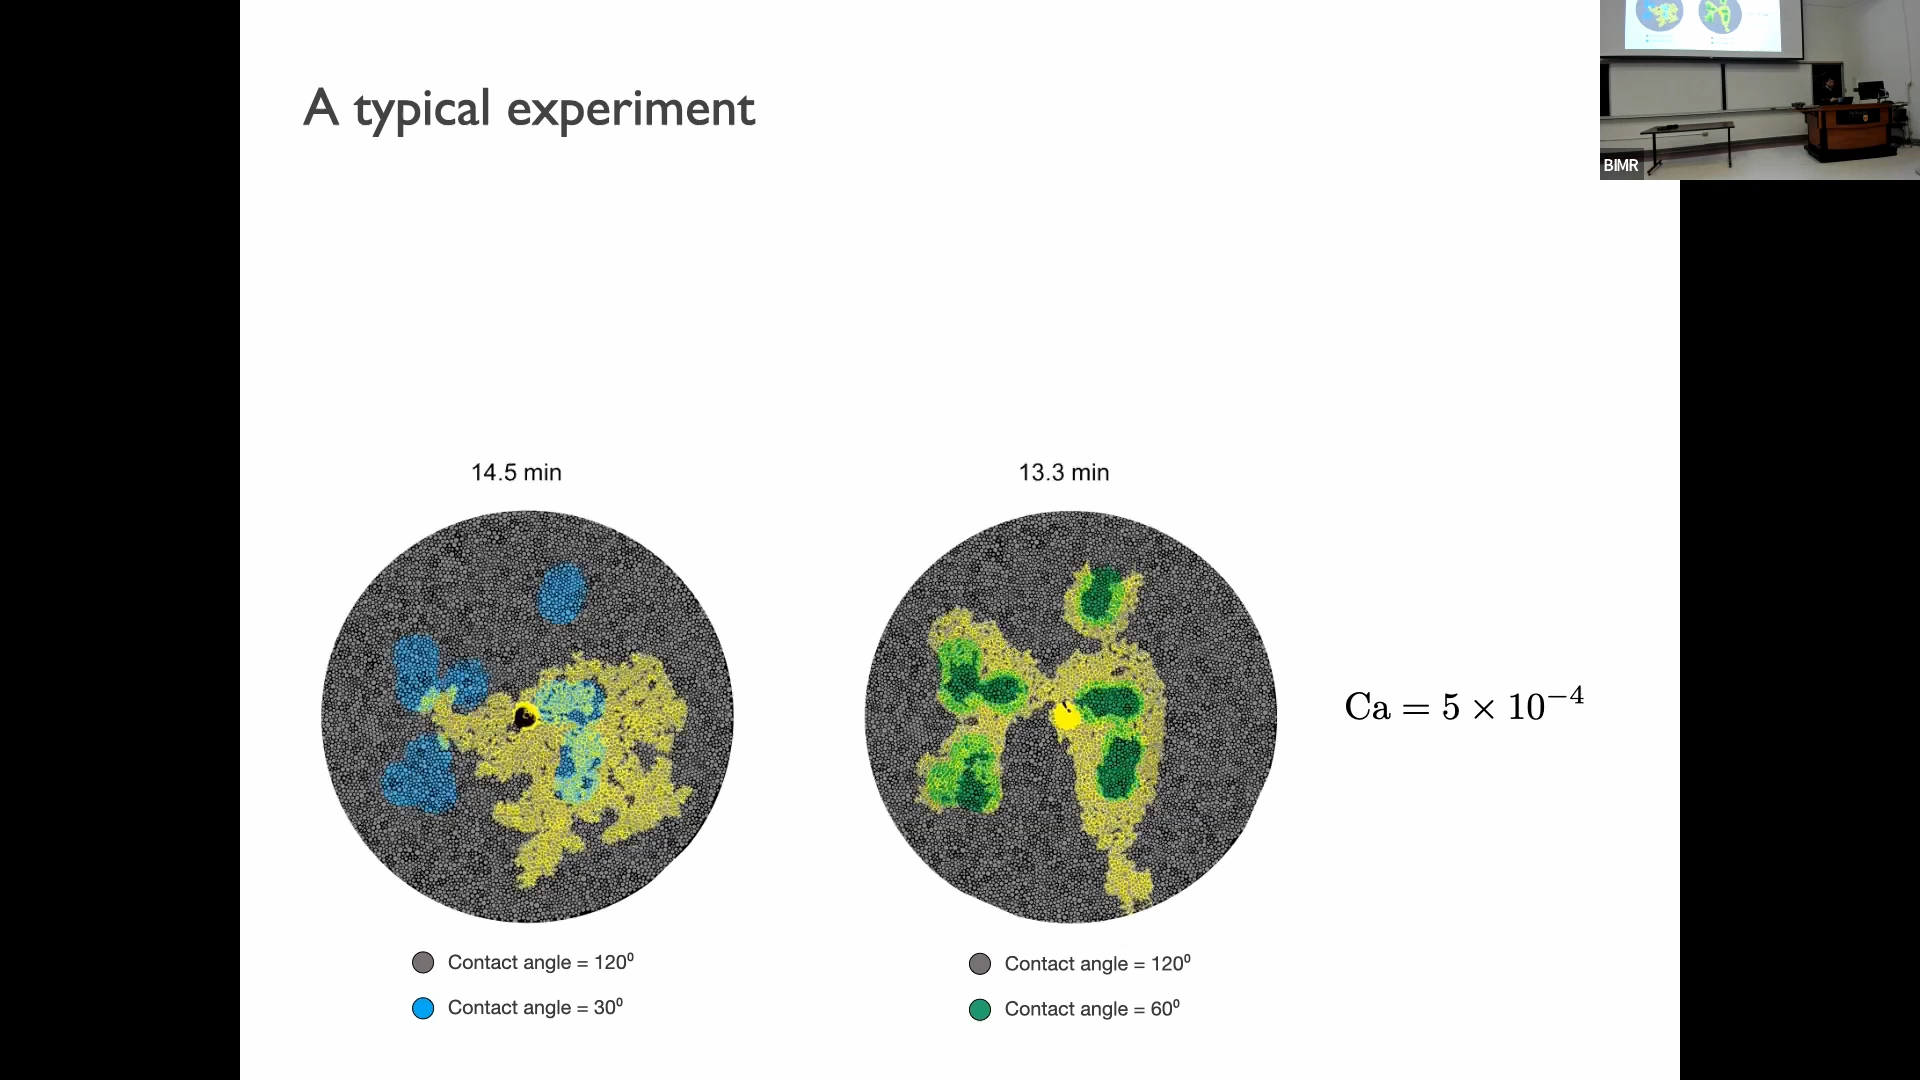 A typical experiment
BIMR
14.5 min
13.3 min
Ca = 5 × 10⁻⁴
Contact angle = 120⁰
Contact angle = 30⁰
Contact angle = 120⁰
Contact angle = 60⁰